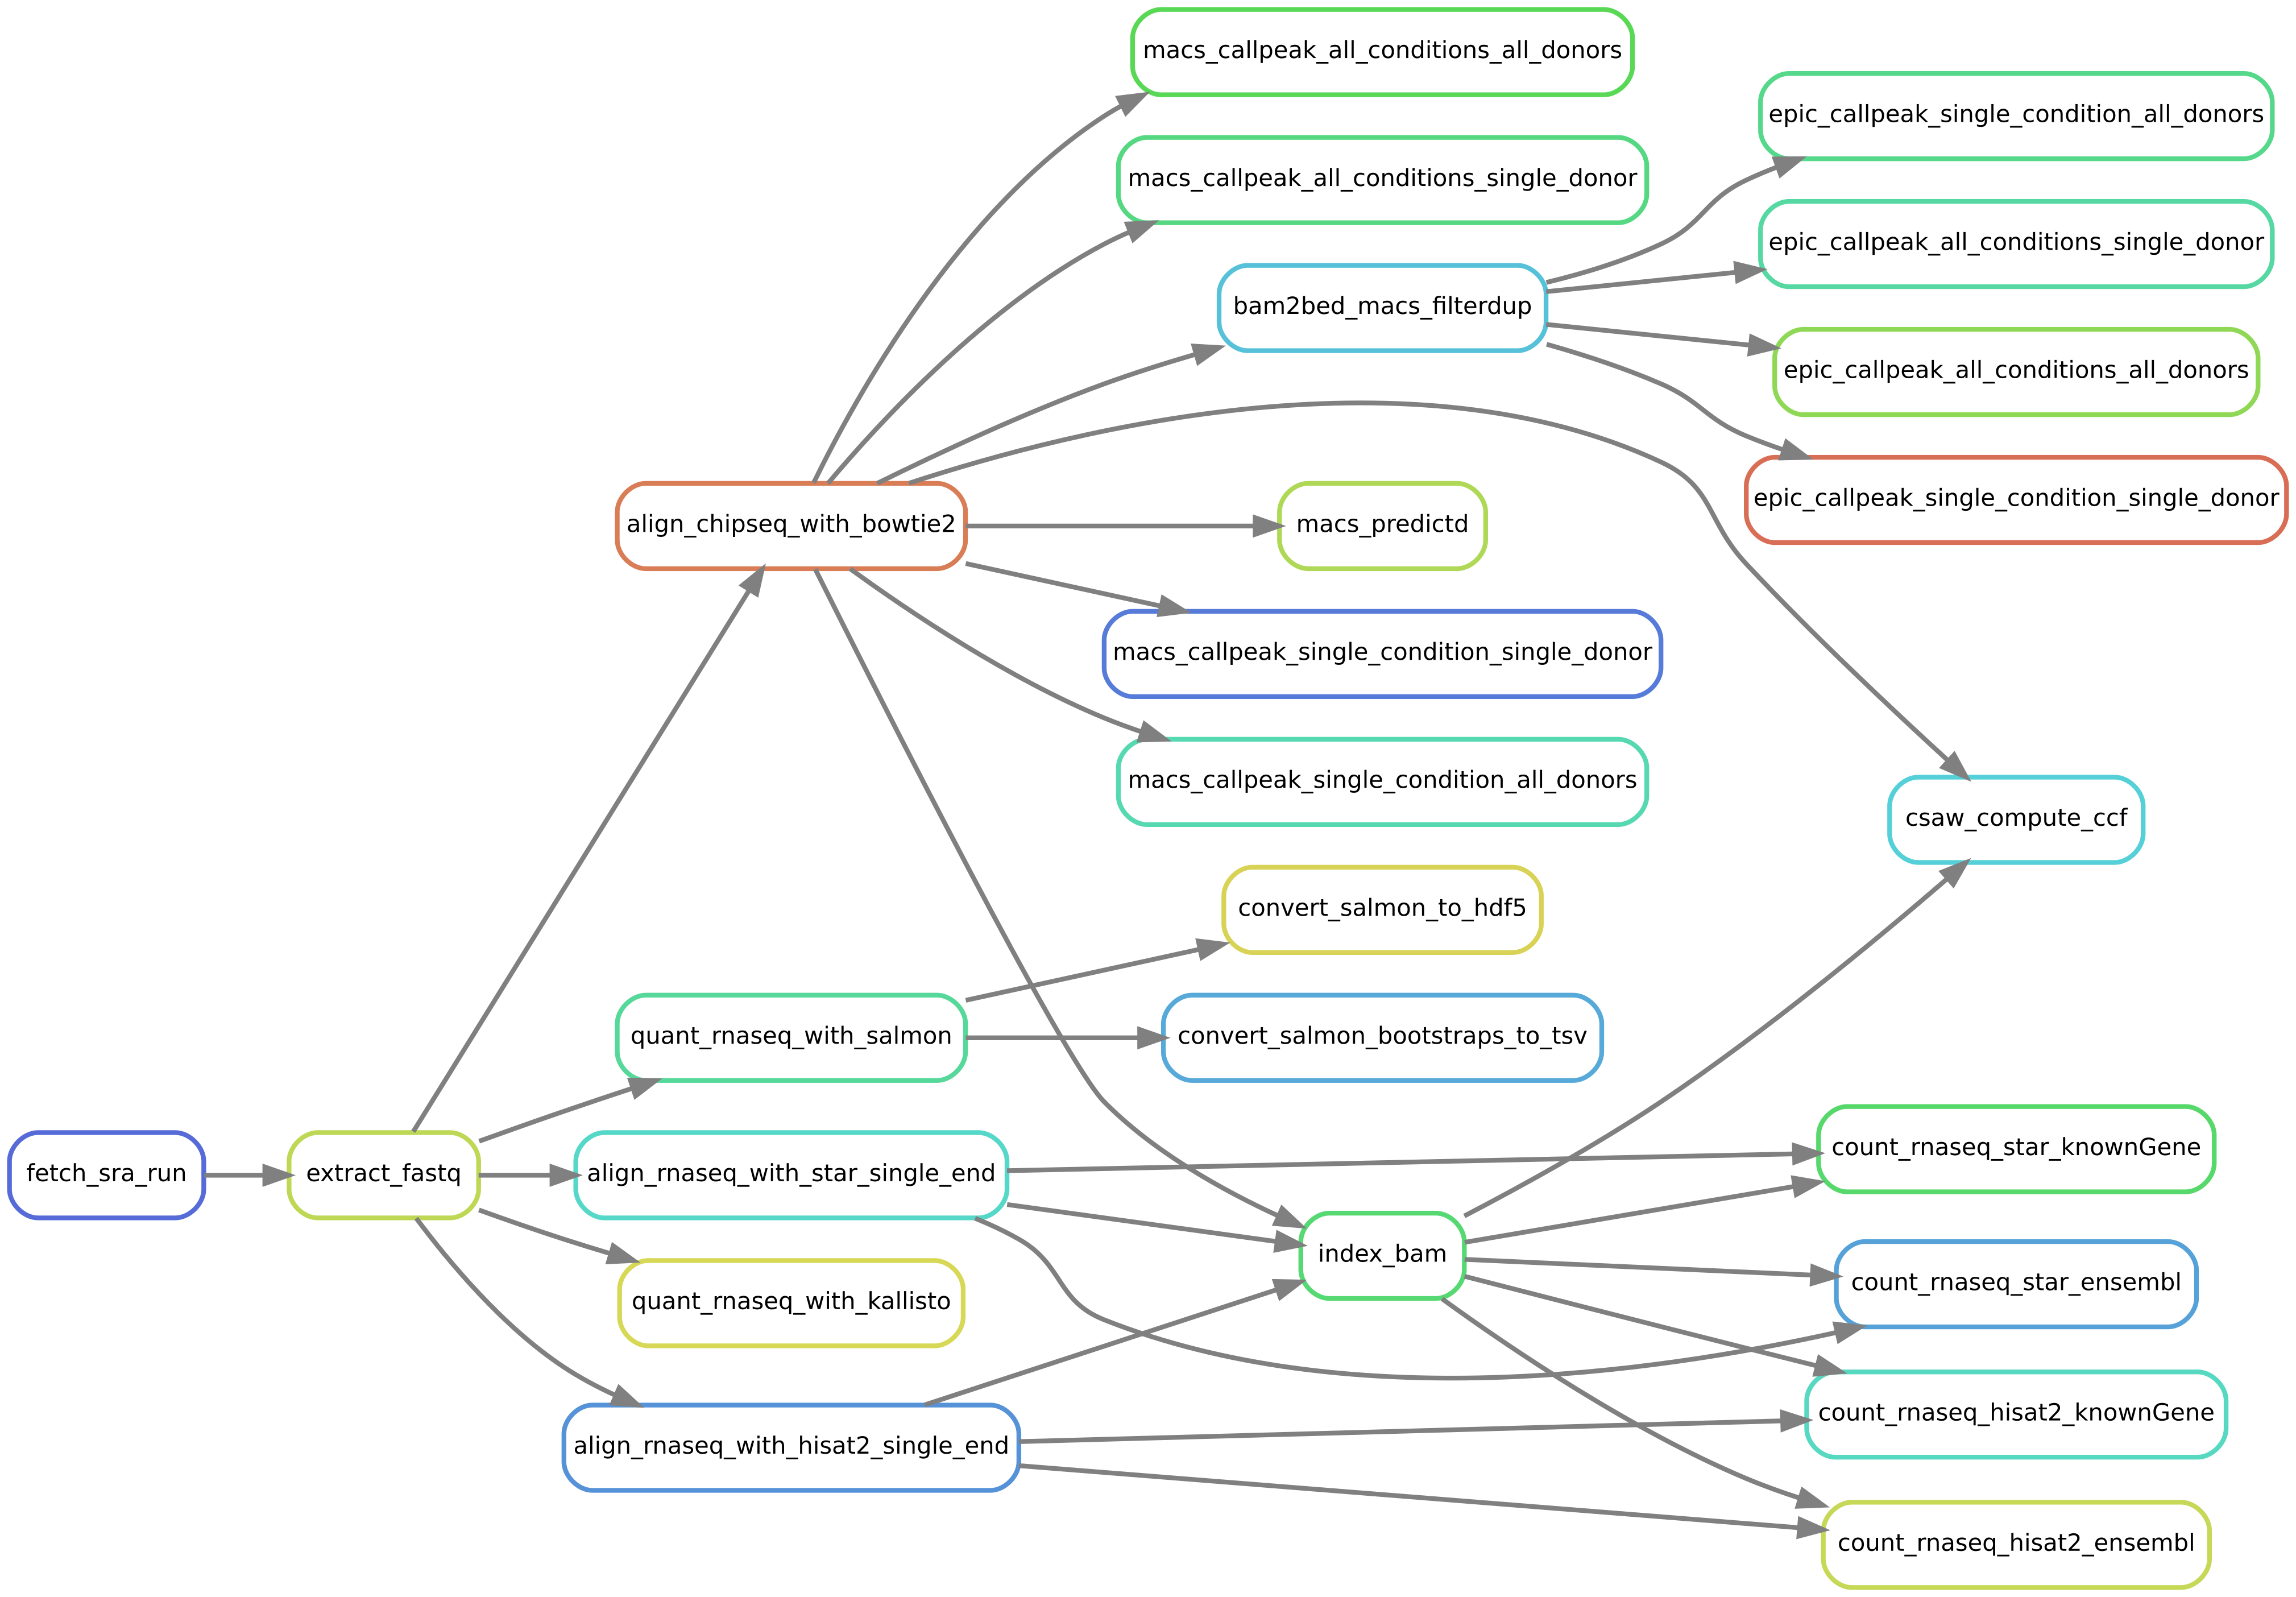 macs_callpeak_all_conditions_all_donors
epic_callpeak_single_condition_all_donors
macs_callpeak_all_conditions_single_donor
epic_callpeak_all_conditions_single_donor
bam2bed_macs_filterdup
epic_callpeak_all_conditions_all_donors
epic_callpeak_single_condition_single_donor
align_chipseq_with_bowtie2
macs_predictd
macs_callpeak_single_condition_single_donor
macs_callpeak_single_condition_all_donors
csaw_compute_ccf
convert_salmon_to_hdf5
quant_rnaseq_with_salmon
convert_salmon_bootstraps_to_tsv
count_rnaseq_star_knownGene
fetch_sra_run
extract_fastq
align_rnaseq_with_star_single_end
index_bam
count_rnaseq_star_ensembl
quant_rnaseq_with_kallisto
count_rnaseq_hisat2_knownGene
align_rnaseq_with_hisat2_single_end
count_rnaseq_hisat2_ensembl